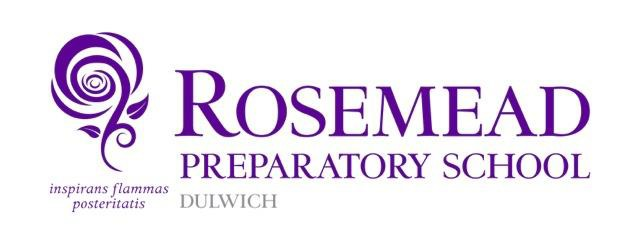 ROSEMEAD
PREPARATORY SCHOOL
DULWICH
inspirans flammas
posteritatis